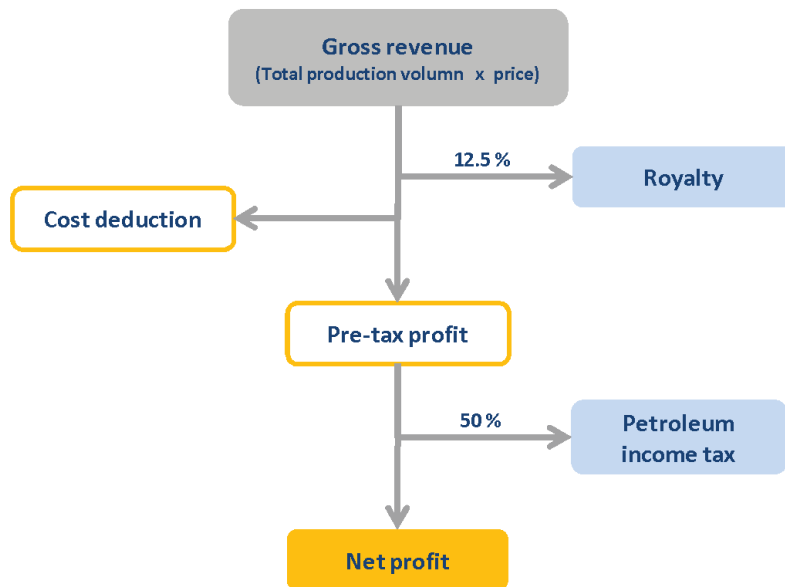 Gross revenue
(Total production volumn x price)
12.5 %
Royalty
Cost deduction
Pre-tax profit
50 %
Petroleum
income tax
Net profit